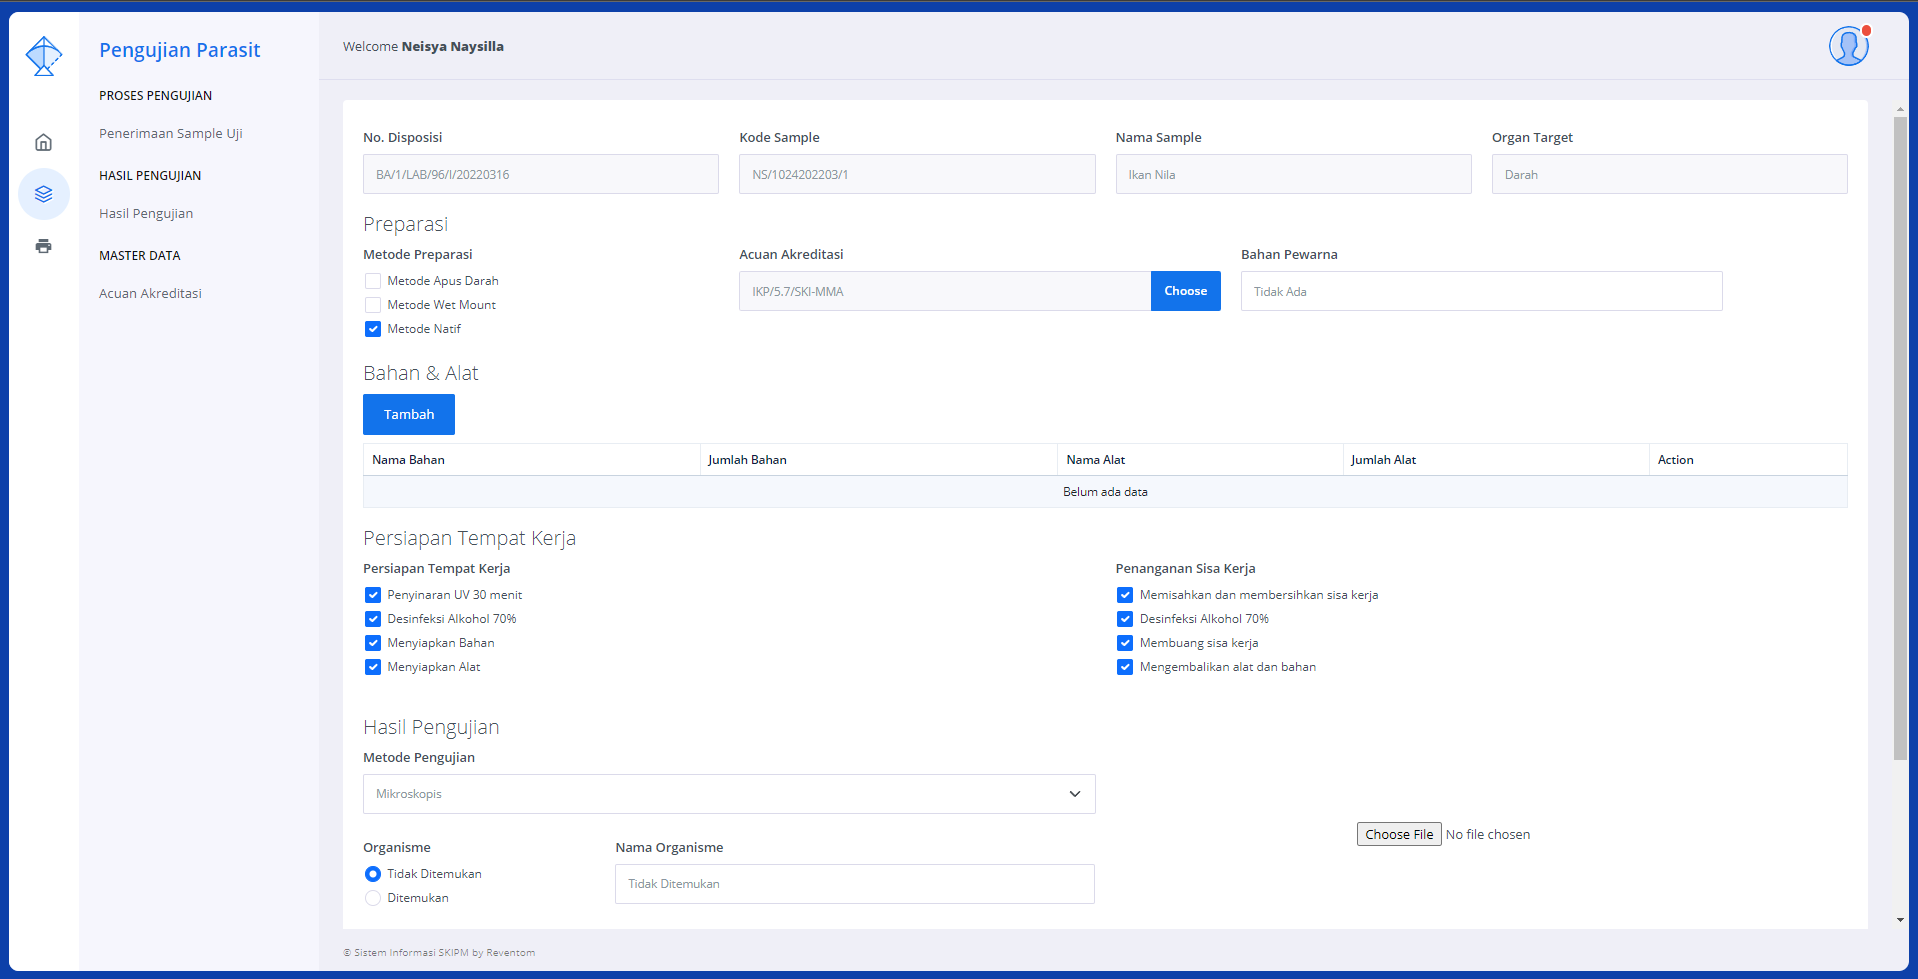 Pengujian Parasit
PROSES PENGUJIAN
Penerimaan Sample Uji
HASIL PENGUJIAN
Hasil Pengujian
MASTER DATA
Acuan Akreditasi
Welcome Neisya Naysilla
No. Disposisi
Kode Sample
Nama Sample
Organ Target
BA/1/LAB/96/I/20220316
NS/1024202203/1
Ikan Nila
Darah
Preparasi
Metode Preparasi
Metode Apus Darah
Metode Wet Mount
Metode Natif
Acuan Akreditasi
IKP/5.7/SKI-MMA
Choose
Bahan Pewarna
Tidak Ada
Bahan & Alat
Tambah
Nama Bahan
Jumlah Bahan
Nama Alat
Jumlah Alat
Action
Belum ada data
Persiapan Tempat Kerja
Persiapan Tempat Kerja
Penyinaran UV 30 menit
Desinfeksi Alkohol 70%
Menyiapkan Bahan
Menyiapkan Alat
Penanganan Sisa Kerja
Memisahkan dan membersihkan sisa kerja
Desinfeksi Alkohol 70%
Membuang sisa kerja
Mengembalikan alat dan bahan
Hasil Pengujian
Metode Pengujian
Mikroskopis
Choose File No file chosen
Organisme
Tidak Ditemukan
Ditemukan
Nama Organisme
Tidak Ditemukan
© Sistem Informasi SKIPM by Reventom